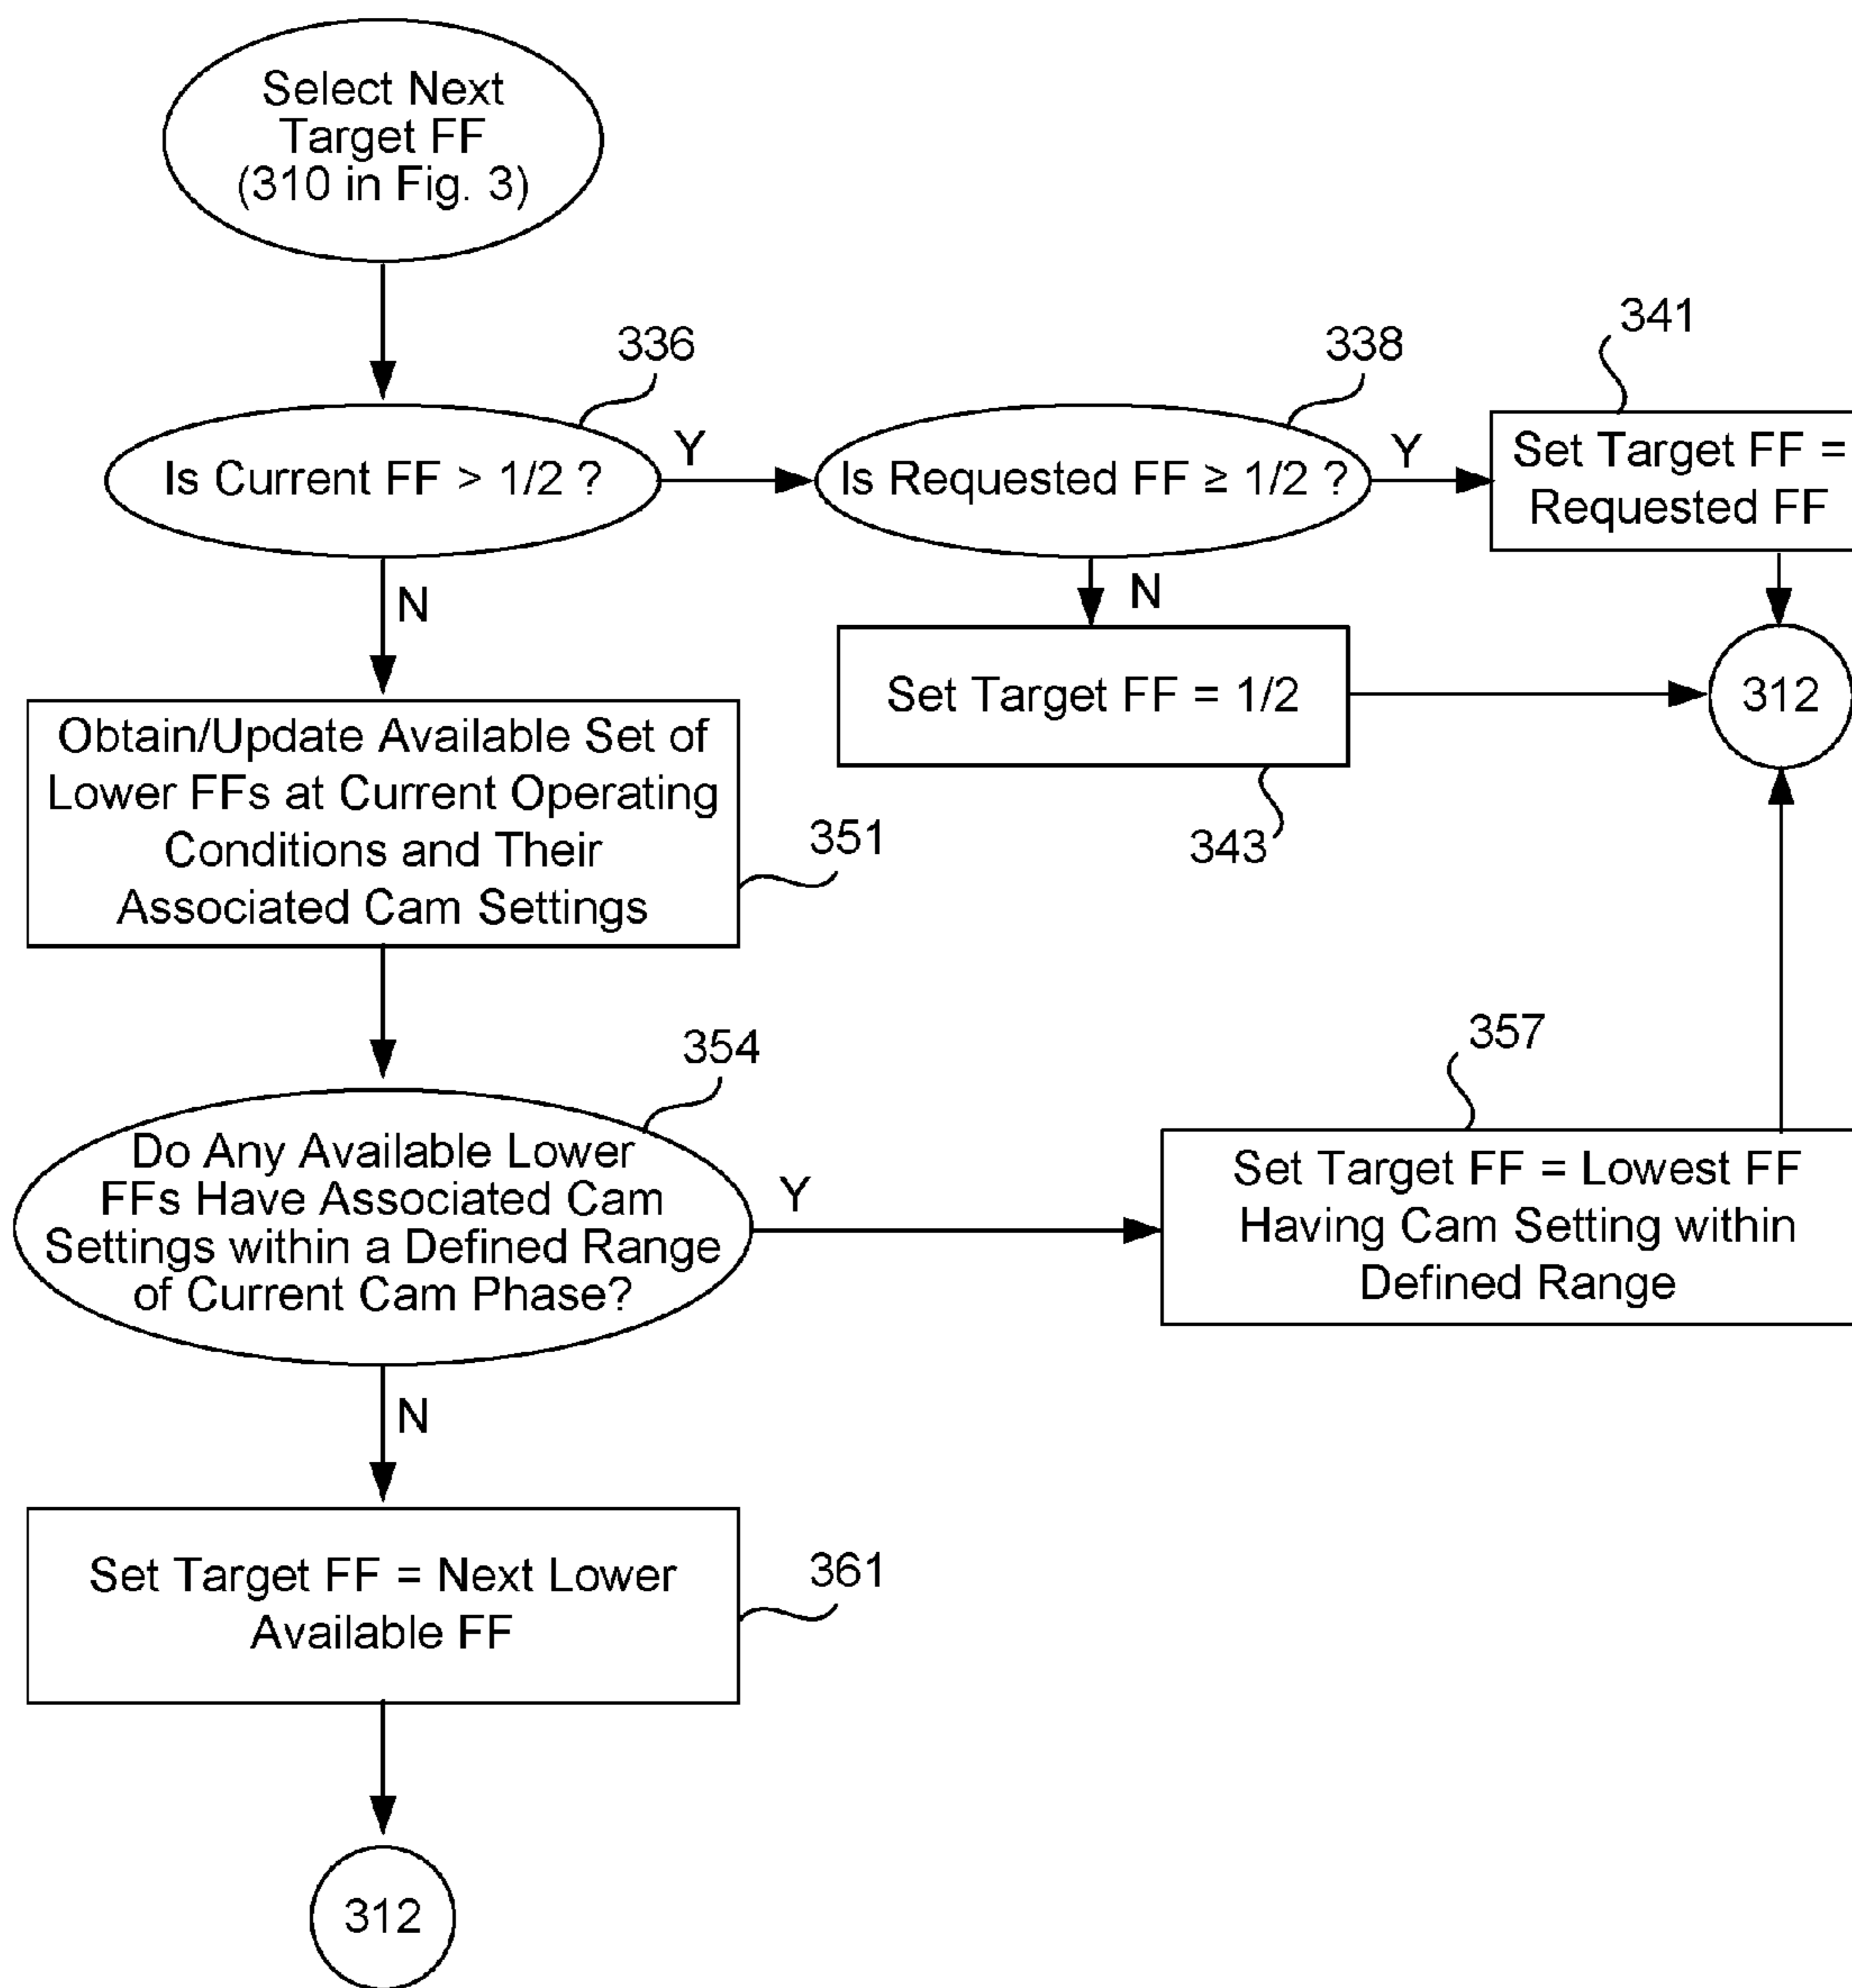 Select Next
Target FF
(310 in Fig. 3)
336
Is Current FF > 1/2 ?
Y
338
Is Requested FF ≥ 1/2 ?
Y
341
Set Target FF =
Requested FF
N
N
Set Target FF = 1/2
343
312
Obtain/Update Available Set of
Lower FFs at Current Operating
Conditions and Their
Associated Cam Settings
351
354
Do Any Available Lower
FFs Have Associated Cam
Settings within a Defined Range
of Current Cam Phase?
Y
357
Set Target FF = Lowest FF
Having Cam Setting within
Defined Range
N
Set Target FF = Next Lower
Available FF
361
312